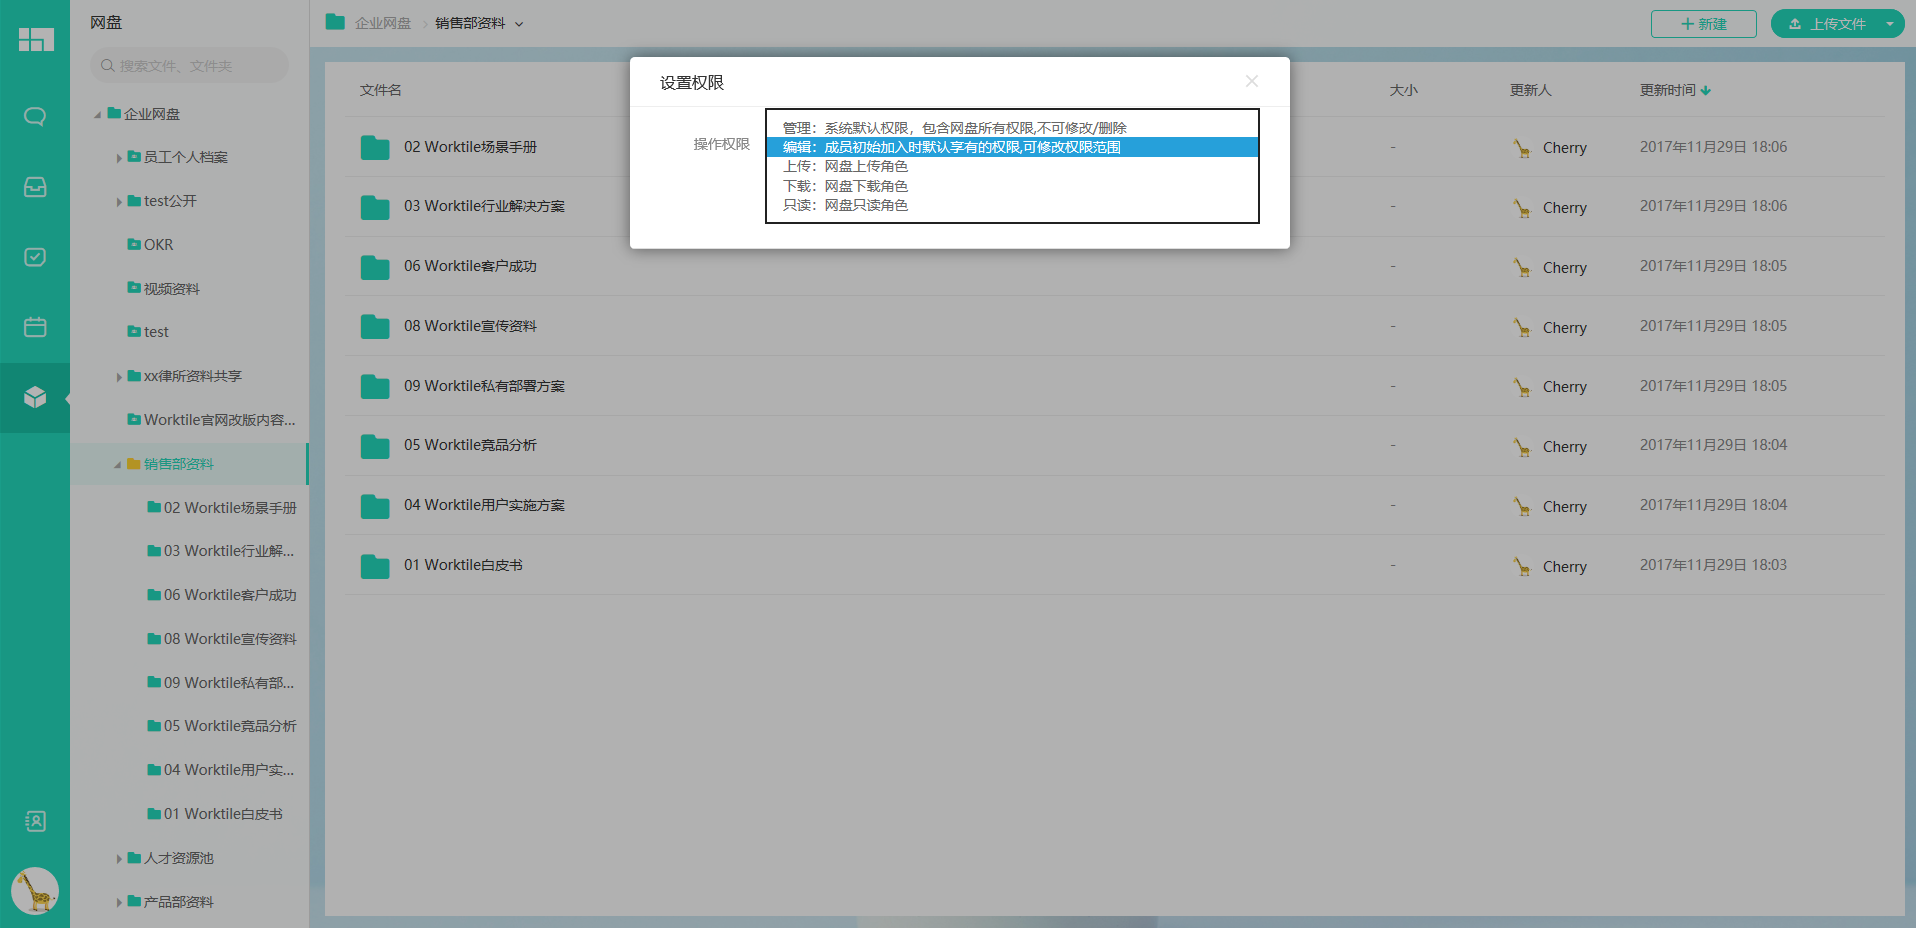 网盘
搜索文件、文件夹
企业网盘
员工个人档案
test公开
OKR
视频资料
test
xx律所资料共享
Worktile官网改版内容...
销售部资料
02 Worktile场景手册
03 Worktile行业解...
06 Worktile客户成功
08 Worktile宣传资料
09 Worktile私有部...
05 Worktile竞品分析
04 Worktile用户实...
01 Worktile白皮书
人才资源池
产品部资料
企业网盘 销售部资料
新建 上传文件
设置权限
操作权限
管理：系统默认权限，包含网盘所有权限,不可修改/删除
编辑：成员初始加入时默认享有的权限,可修改权限范围
上传：网盘上传角色
下载：网盘下载角色
只读：网盘只读角色
文件名 大小 更新人 更新时间
02 Worktile场景手册 - Cherry 2017年11月29日 18:06
03 Worktile行业解决方案 - Cherry 2017年11月29日 18:06
06 Worktile客户成功 - Cherry 2017年11月29日 18:05
08 Worktile宣传资料 - Cherry 2017年11月29日 18:05
09 Worktile私有部署方案 - Cherry 2017年11月29日 18:05
05 Worktile竞品分析 - Cherry 2017年11月29日 18:04
04 Worktile用户实施方案 - Cherry 2017年11月29日 18:04
01 Worktile白皮书 - Cherry 2017年11月29日 18:03